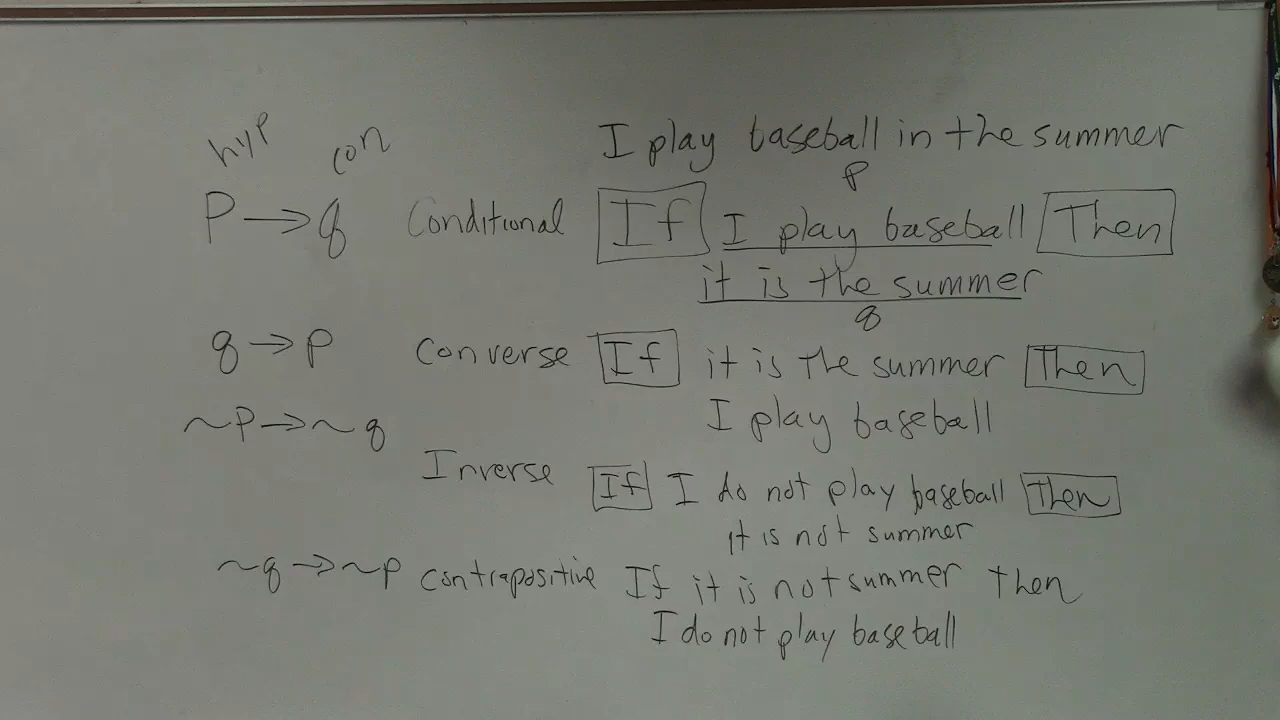 hyp con
I play baseball in the summer
p
P → q Conditional If I play baseball Then
it is the summer
q
q → p Converse If it is the summer Then
I play baseball
~p → ~q
Inverse If I do not play baseball Then
it is not summer
~q → ~p contrapositive If it is not summer then
I do not play baseball